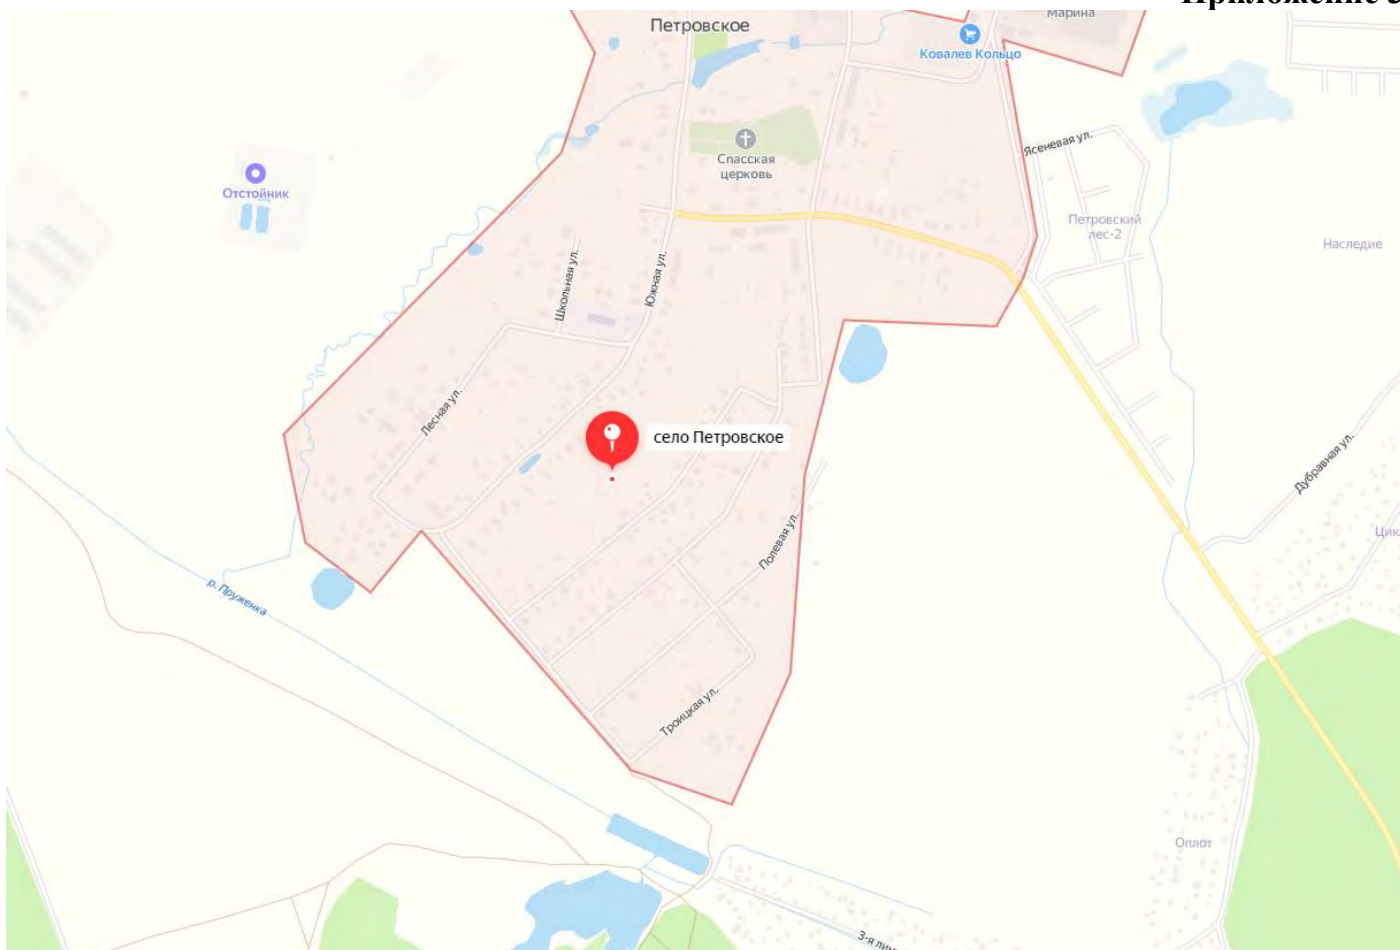 Приложение
Петровское
Марина
Ковалев Кольцо
Ясеневая ул.
Спасская
церковь
Отстойник
Петровский
лес-2
Наследие
Школьная ул.
Южная ул.
Лесная ул.
село Петровское
Дубравная ул.
Полевая ул.
р. Пруженка
Троицкая ул.
Оплот
3-я